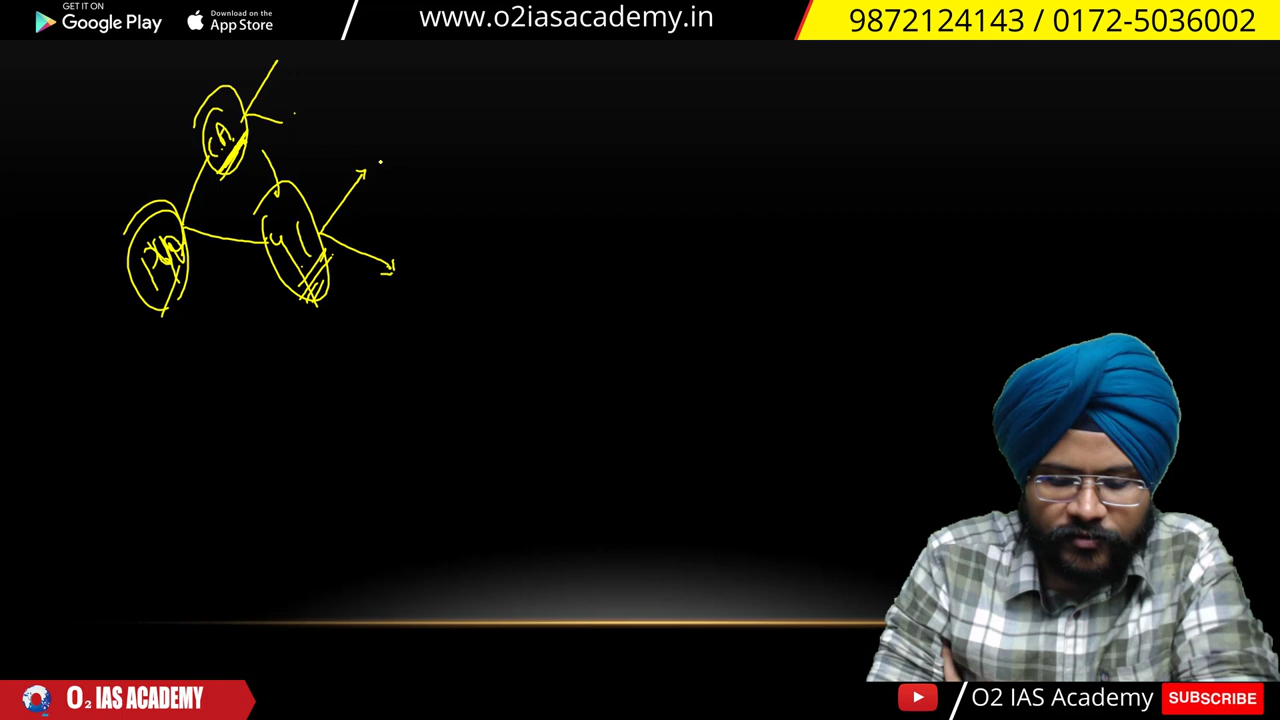 GET IT ON
Google Play
Download on the
App Store
www.o2iasacademy.in
9872124143 / 0172-5036002
CA
O₂ IAS ACADEMY
O2 IAS Academy
SUBSCRIBE